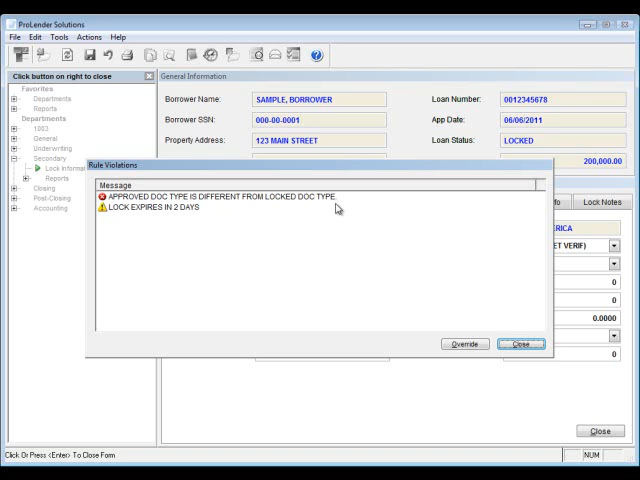 ProLender Solutions
File Edit Tools Actions Help
Click button on right to close
General Information
Favorites
Departments
Reports
Departments
1003
General
Underwriting
Secondary
Lock Informat
Reports
Closing
Post-Closing
Accounting
Borrower Name: SAMPLE, BORROWER Loan Number: 0012345678
Borrower SSN: 000-00-0001 App Date: 06/06/2011
Property Address: 123 MAIN STREET Loan Status: LOCKED
200,000.00
Rule Violations
Message
APPROVED DOC TYPE IS DIFFERENT FROM LOCKED DOC TYPE.
LOCK EXPIRES IN 2 DAYS
Override Close
fo Lock Notes
ERICA
ET VERIF)
0
0
0.0000
0
Close
Click Or Press <Enter> To Close Form
NUM